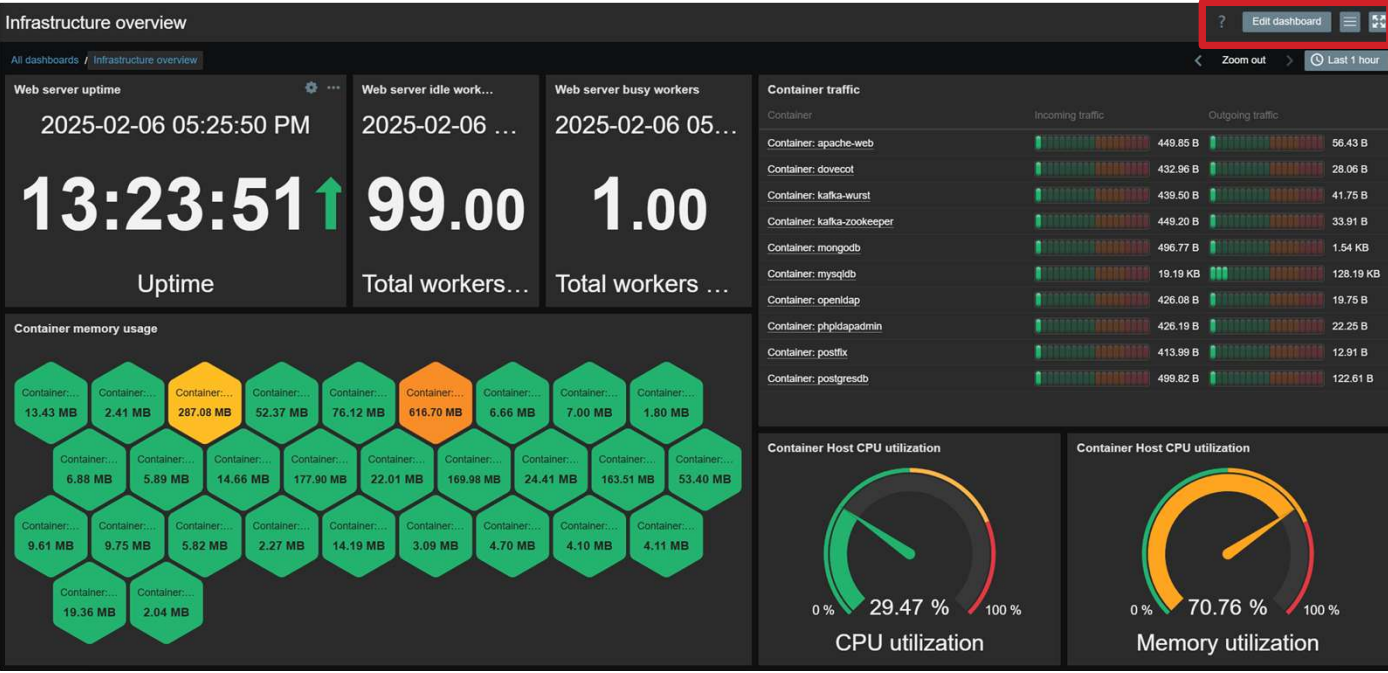 Infrastructure overview
? Edit dashboard
All dashboards / Infrastructure overview
Zoom out Last 1 hour
Web server uptime
2025-02-06 05:25:50 PM
13:23:51
Uptime
Web server idle work...
2025-02-06 ...
99.00
Total workers...
Web server busy workers
2025-02-06 05...
1.00
Total workers ...
Container traffic
Container Incoming traffic Outgoing traffic
Container: apache-web 449.85 B 56.43 B
Container: dovecot 432.96 B 28.06 B
Container: kafka-wurst 439.50 B 41.75 B
Container: kafka-zookeeper 449.20 B 33.91 B
Container: mongodb 496.77 B 1.54 KB
Container: mysqldb 19.19 KB 128.19 KB
Container: openldap 426.08 B 19.75 B
Container: phpldapadmin 426.19 B 22.25 B
Container: postfix 413.99 B 12.91 B
Container: postgresdb 499.82 B 122.61 B
Container memory usage
Container:... Container:... Container:... Container:... Container:... Container:... Container:... Container:... Container:...
13.43 MB 2.41 MB 287.08 MB 52.37 MB 76.12 MB 616.70 MB 6.66 MB 7.00 MB 1.80 MB
Container:... Container:... Container:... Container:... Container:... Container:... Container:... Container:... Container:...
6.88 MB 5.89 MB 14.66 MB 177.90 MB 22.01 MB 169.98 MB 24.41 MB 163.51 MB 53.40 MB
Container:... Container:... Container:... Container:... Container:... Container:... Container:... Container:... Container:...
9.61 MB 9.75 MB 5.82 MB 2.27 MB 14.19 MB 3.09 MB 4.70 MB 4.10 MB 4.11 MB
Container:... Container:...
19.36 MB 2.04 MB
Container Host CPU utilization
0 % 29.47 % 100 %
CPU utilization
Container Host CPU utilization
0 % 70.76 % 100 %
Memory utilization